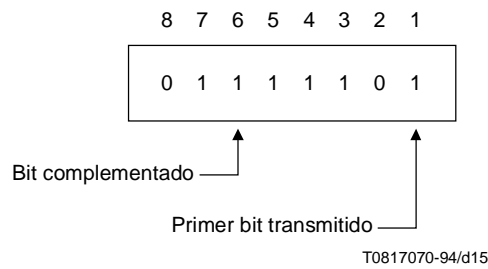 8 7 6 5 4 3 2 1
0 1 1 1 1 1 0 1
Bit complementado
Primer bit transmitido
T0817070-94/d15